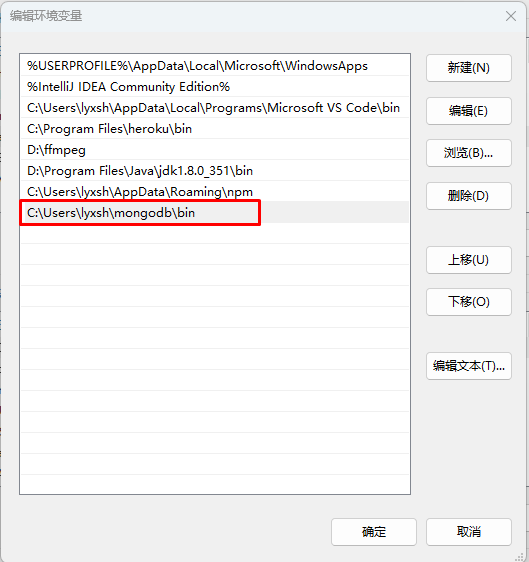 编辑环境变量
%USERPROFILE%\AppData\Local\Microsoft\WindowsApps
%IntelliJ IDEA Community Edition%
C:\Users\lyxsh\AppData\Local\Programs\Microsoft VS Code\bin
C:\Program Files\heroku\bin
D:\ffmpeg
D:\Program Files\Java\jdk1.8.0_351\bin
C:\Users\lyxsh\AppData\Roaming\npm
C:\Users\lyxsh\mongodb\bin
新建(N)
编辑(E)
浏览(B)...
删除(D)
上移(U)
下移(O)
编辑文本(T)...
确定
取消